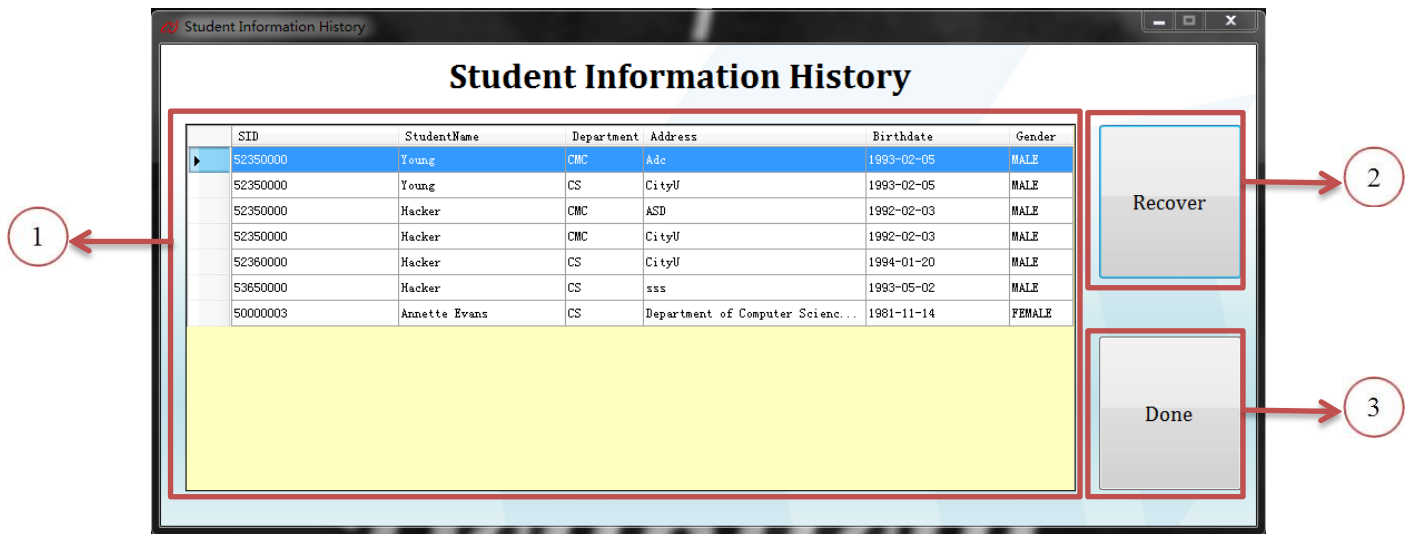 Student Information History
Student Information History
SID StudentName Department Address Birthdate Gender
52350000 Young CMC Adc 1993-02-05 MALE
52350000 Young CS CityU 1993-02-05 MALE
52350000 Hacker CMC ASD 1992-02-03 MALE
52350000 Hacker CMC CityU 1992-02-03 MALE
52360000 Hacker CS CityU 1994-01-20 MALE
53650000 Hacker CS sss 1993-05-02 MALE
50000003 Annette Evans CS Department of Computer Scienc... 1981-11-14 FEMALE
Recover
Done
1
2
3